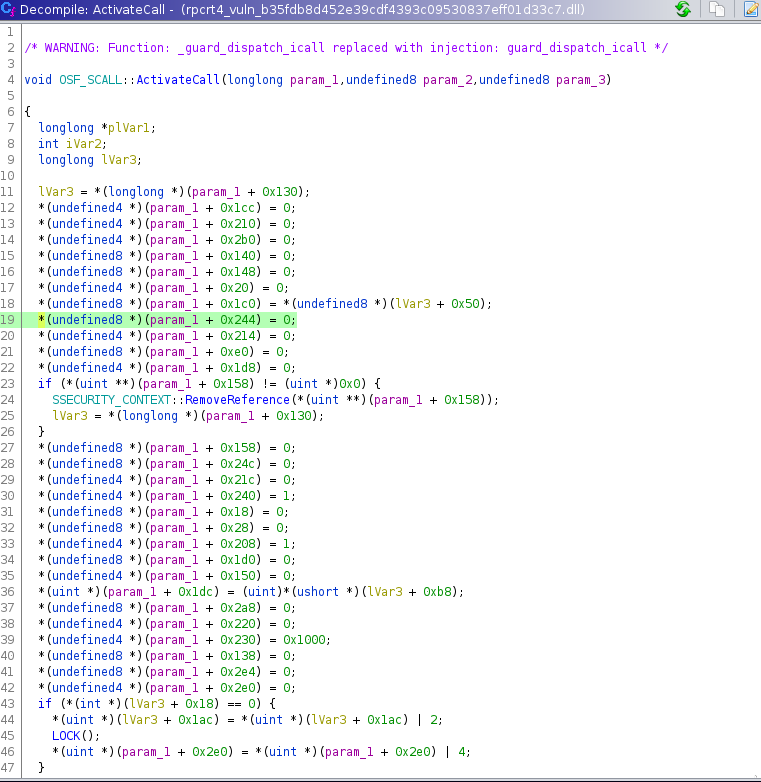 Decompile: ActivateCall - (rpcrt4_vuln_b35fdb8d452e39cdf4393c09530837eff01d33c7.dll)
1
2 /* WARNING: Function: _guard_dispatch_icall replaced with injection: guard_dispatch_icall */
3
4 void OSF_SCALL::ActivateCall(longlong param_1,undefined8 param_2,undefined8 param_3)
5
6 {
7 longlong *plVar1;
8 int iVar2;
9 longlong lVar3;
10
11 lVar3 = *(longlong *)(param_1 + 0x130);
12 *(undefined4 *)(param_1 + 0x1cc) = 0;
13 *(undefined4 *)(param_1 + 0x210) = 0;
14 *(undefined4 *)(param_1 + 0x2b0) = 0;
15 *(undefined8 *)(param_1 + 0x140) = 0;
16 *(undefined8 *)(param_1 + 0x148) = 0;
17 *(undefined4 *)(param_1 + 0x20) = 0;
18 *(undefined8 *)(param_1 + 0x1c0) = *(undefined8 *)(lVar3 + 0x50);
19 *(undefined8 *)(param_1 + 0x244) = 0;
20 *(undefined4 *)(param_1 + 0x214) = 0;
21 *(undefined8 *)(param_1 + 0xe0) = 0;
22 *(undefined4 *)(param_1 + 0x1d8) = 0;
23 if (*(uint **)(param_1 + 0x158) != (uint *)0x0) {
24 SSECURITY_CONTEXT::RemoveReference(*(uint **)(param_1 + 0x158));
25 lVar3 = *(longlong *)(param_1 + 0x130);
26 }
27 *(undefined8 *)(param_1 + 0x158) = 0;
28 *(undefined8 *)(param_1 + 0x24c) = 0;
29 *(undefined4 *)(param_1 + 0x21c) = 0;
30 *(undefined4 *)(param_1 + 0x240) = 1;
31 *(undefined8 *)(param_1 + 0x18) = 0;
32 *(undefined8 *)(param_1 + 0x28) = 0;
33 *(undefined4 *)(param_1 + 0x208) = 1;
34 *(undefined8 *)(param_1 + 0x1d0) = 0;
35 *(undefined4 *)(param_1 + 0x150) = 0;
36 *(uint *)(param_1 + 0x1dc) = (uint)*(ushort *)(lVar3 + 0xb8);
37 *(undefined8 *)(param_1 + 0x2a8) = 0;
38 *(undefined4 *)(param_1 + 0x220) = 0;
39 *(undefined4 *)(param_1 + 0x230) = 0x1000;
40 *(undefined8 *)(param_1 + 0x138) = 0;
41 *(undefined8 *)(param_1 + 0x2e4) = 0;
42 *(undefined4 *)(param_1 + 0x2e0) = 0;
43 if (*(int *)(lVar3 + 0x18) == 0) {
44 *(uint *)(lVar3 + 0x1ac) = *(uint *)(lVar3 + 0x1ac) | 2;
45 LOCK();
46 *(uint *)(param_1 + 0x2e0) = *(uint *)(param_1 + 0x2e0) | 4;
47 }